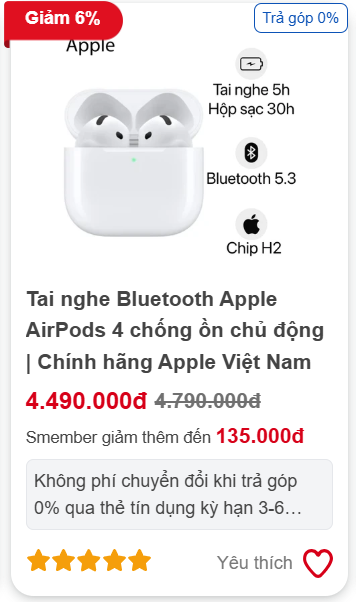 Giảm 6%
Trả góp 0%
Apple
Tai nghe 5h
Hộp sạc 30h
Bluetooth 5.3
Chip H2
Tai nghe Bluetooth Apple
AirPods 4 chống ồn chủ động
| Chính hãng Apple Việt Nam
4.490.000đ 4.790.000đ
Smember giảm thêm đến 135.000đ
Không phí chuyển đổi khi trả góp
0% qua thẻ tín dụng kỳ hạn 3-6…
Yêu thích